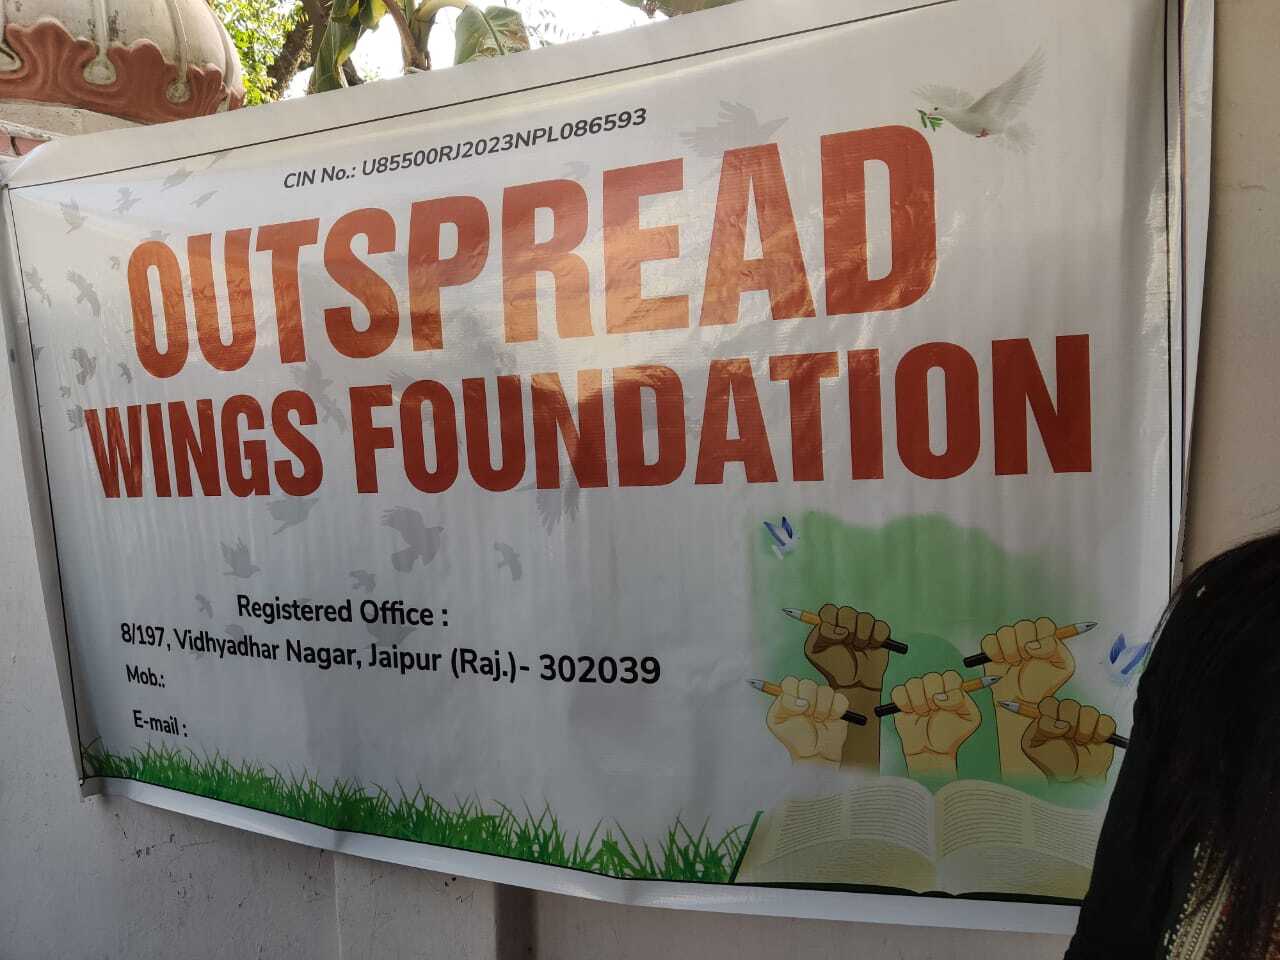 CIN No.: U85500RJ2023NPL086593
OUTSPREAD
WINGS FOUNDATION
Registered Office :
8/197, Vidhyadhar Nagar, Jaipur (Raj.)- 302039
Mob.:
E-mail :